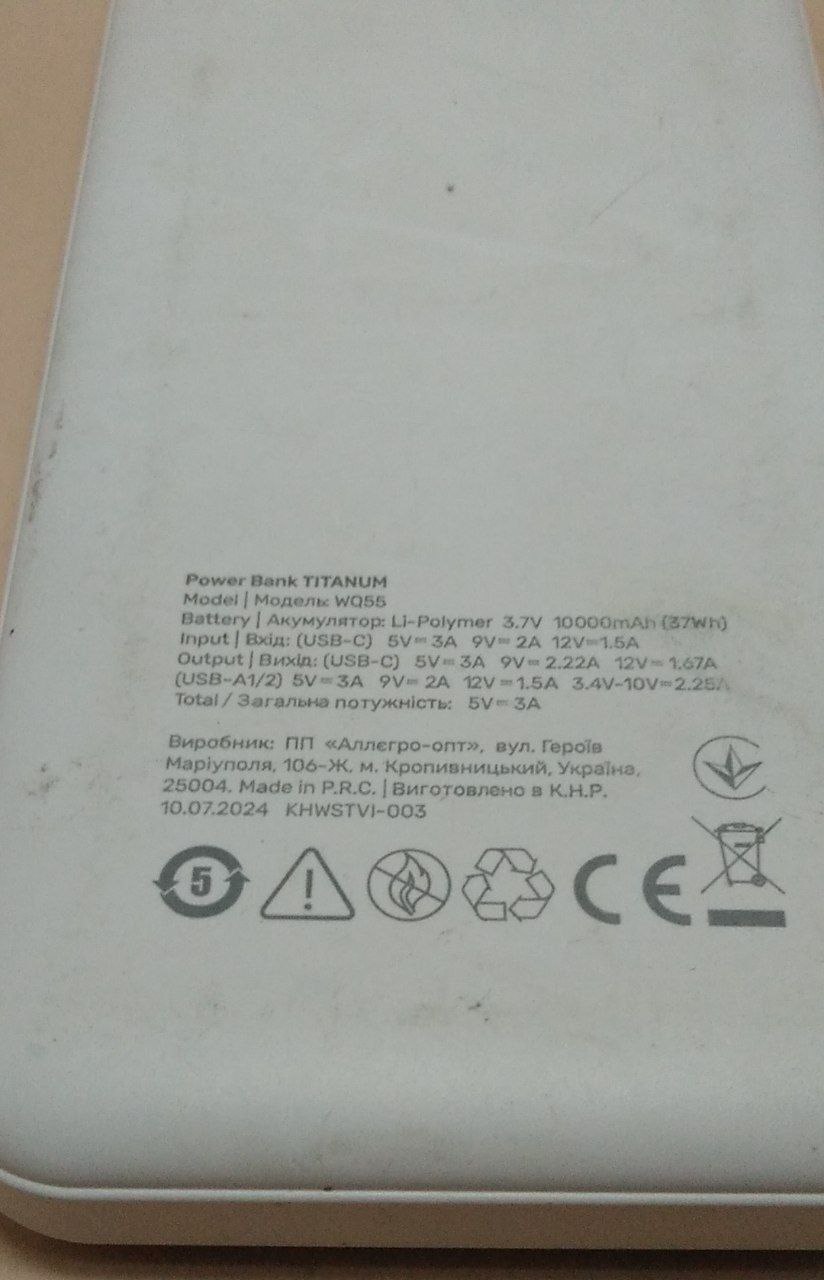 Power Bank TITANUM
Model | Модель: WQ55
Battery | Акумулятор: Li-Polymer 3.7V 10000mAh (37Wh)
Input | Вхід: (USB-C) 5V⎓3A 9V⎓2A 12V⎓1.5A
Output | Вихід: (USB-C) 5V⎓3A 9V⎓2.22A 12V⎓1.67A
(USB-A1/2) 5V⎓3A 9V⎓2A 12V⎓1.5A 3.4V-10V⎓2.25A
Total / Загальна потужність: 5V⎓3A
Виробник: ПП «Аллєгро-опт», вул. Героїв
Маріуполя, 106-Ж, м. Кропивницький, Україна,
25004. Made in P.R.C. | Виготовлено в К.Н.Р.
10.07.2024 KHWSTVI-003
5 ! CE